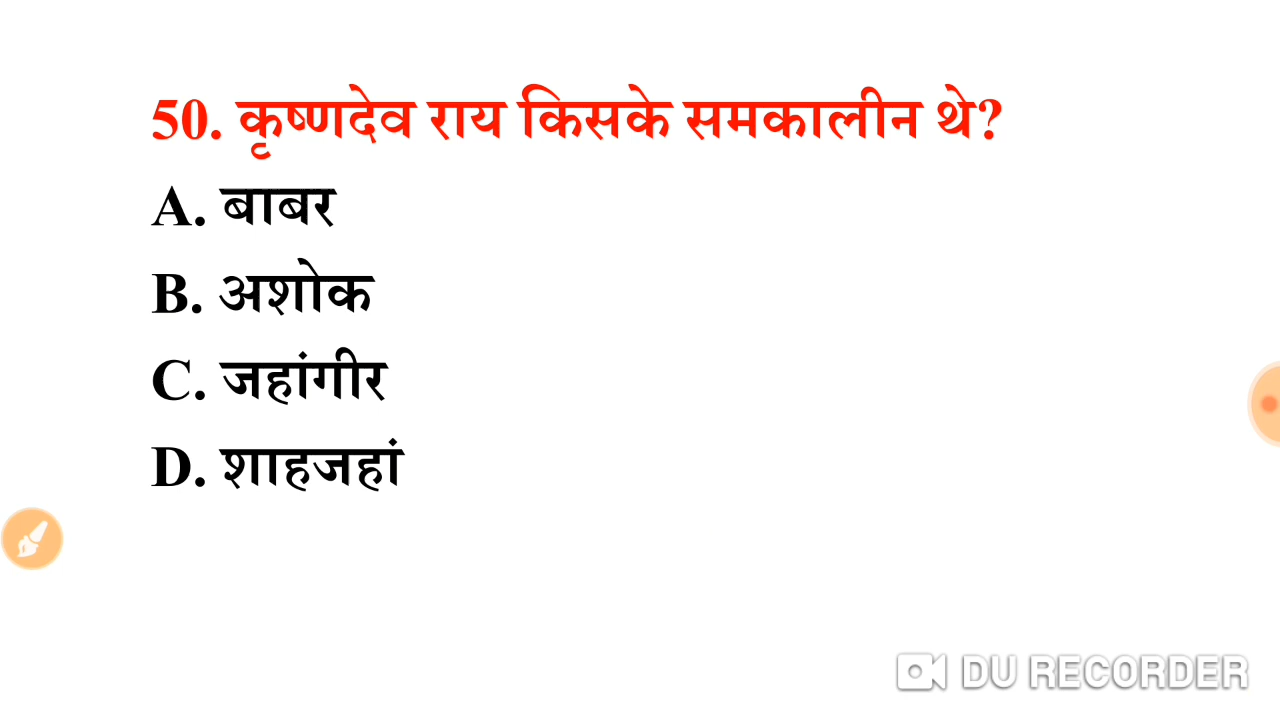 50. कृष्णदेव राय किसके समकालीन थे?
A. बाबर
B. अशोक
C. जहांगीर
D. शाहजहां
DU RECORDER